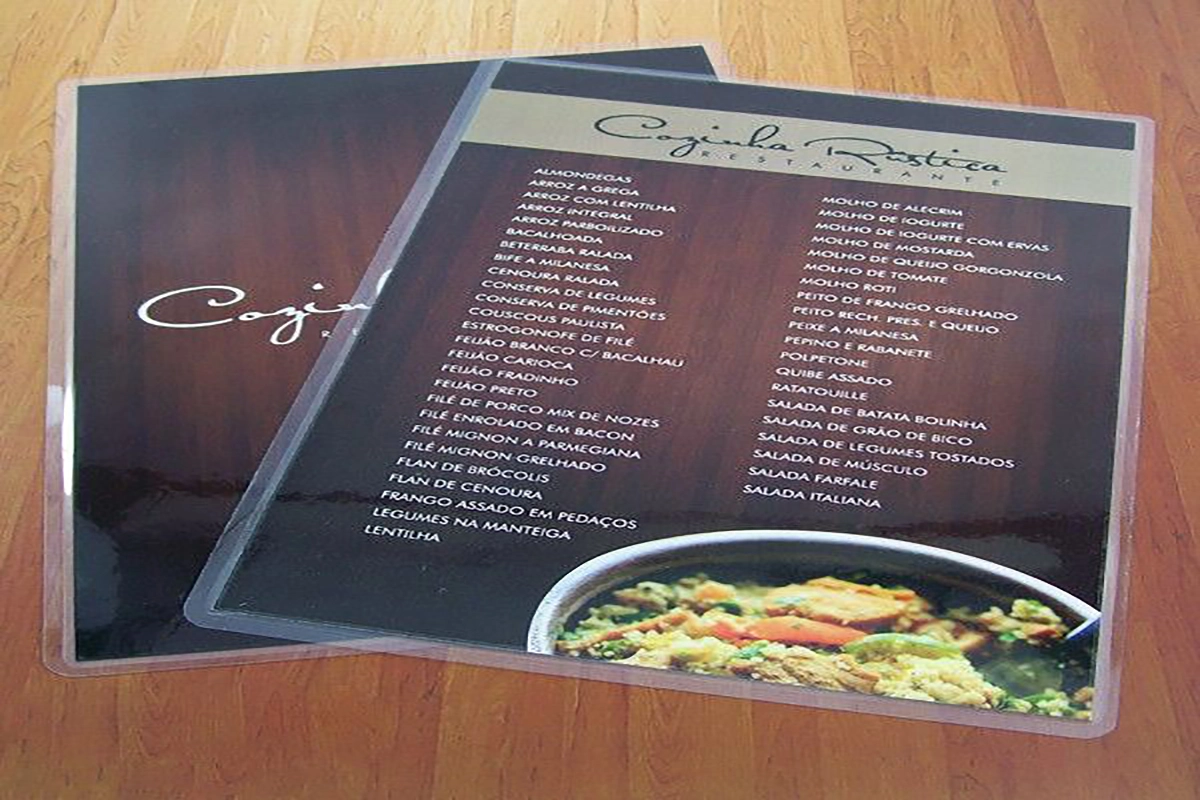 Cozinha Rústica
RESTAURANTE
ALMONDEGAS
ARROZ A GREGA
ARROZ COM LENTILHA
ARROZ INTEGRAL
ARROZ PARBOILIZADO
BACALHOADA
BETERRABA RALADA
BIFE A MILANESA
CENOURA RALADA
CONSERVA DE LEGUMES
CONSERVA DE PIMENTÕES
COUSCOUS PAULISTA
ESTROGONOFE DE FILÉ
FEIJÃO BRANCO C/ BACALHAU
FEIJÃO CARIOCA
FEIJÃO FRADINHO
FEIJÃO PRETO
FILÉ DE PORCO MIX DE NOZES
FILÉ ENROLADO EM BACON
FILÉ MIGNON A PARMEGIANA
FILÉ MIGNON GRELHADO
FLAN DE BRÓCOLIS
FLAN DE CENOURA
FRANGO ASSADO EM PEDAÇOS
LEGUMES NA MANTEIGA
LENTILHA
MOLHO DE ALECRIM
MOLHO DE IOGURTE
MOLHO DE IOGURTE COM ERVAS
MOLHO DE MOSTARDA
MOLHO DE QUEIJO GORGONZOLA
MOLHO DE TOMATE
MOLHO ROTI
PEITO DE FRANGO GRELHADO
PEITO RECH. PRES. E QUEIJO
PEIXE A MILANESA
PEPINO E RABANETE
POLPETONE
QUIBE ASSADO
RATATOUILLE
SALADA DE BATATA BOLINHA
SALADA DE GRÃO DE BICO
SALADA DE LEGUMES TOSTADOS
SALADA DE MÚSCULO
SALADA FARFALE
SALADA ITALIANA
Cozin
RE